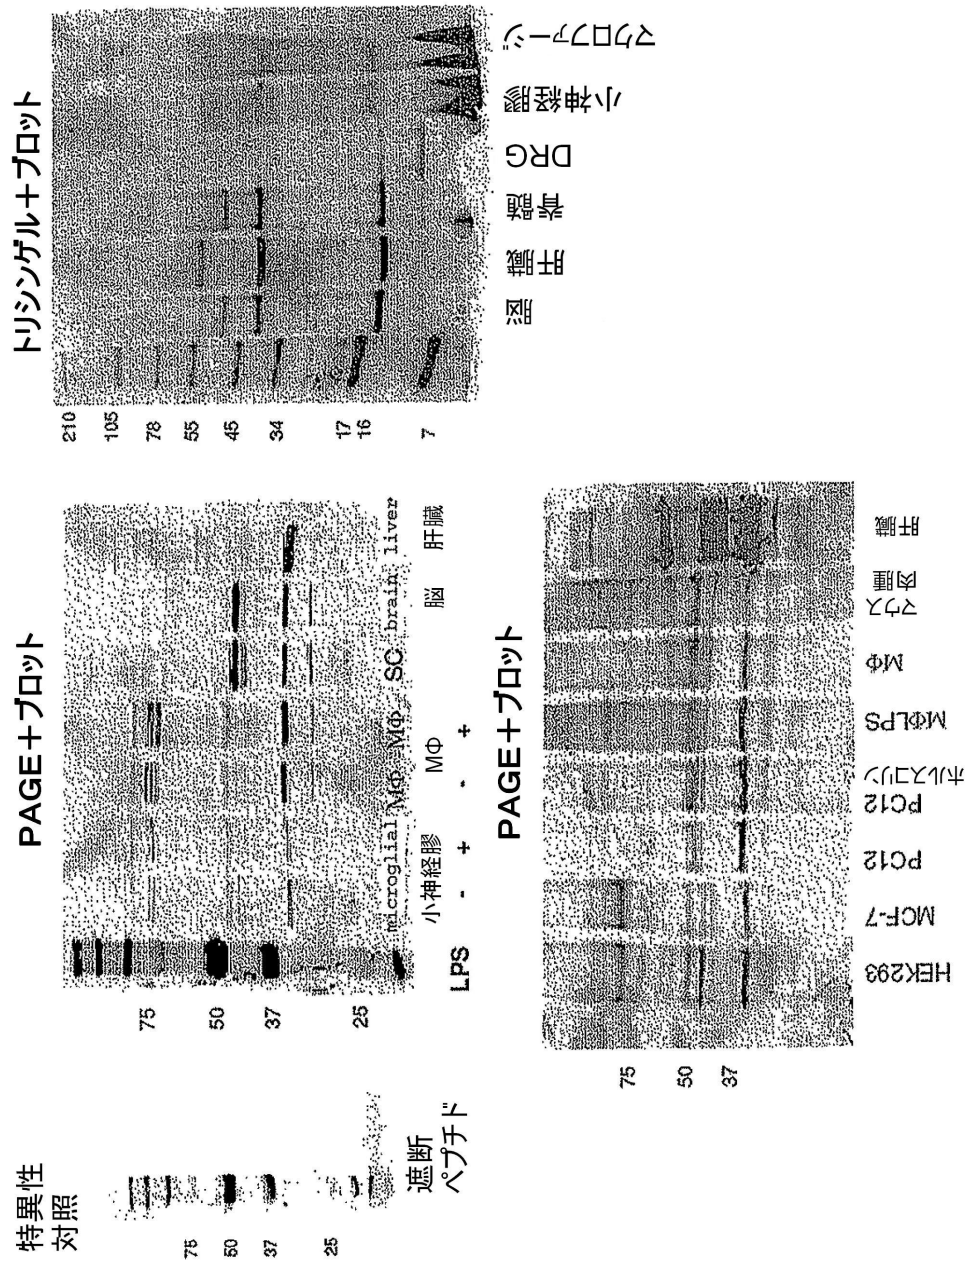 特異性
対照
75
50
37
25
遮断
ペプチド
PAGE+ブロット
75
50
37
25
LPS
- + - +
小神経膠 MΦ 脳 肝臓
microglial MΦ MΦ SC brain liver
トリシンゲル+ブロット
210
105
78
55
45
34
17
16
7
脳
肝臓
脊髄
DRG
小神経膠
マクロファージ
PAGE+ブロット
75
50
37
HEK293
MCF-7
PC12
PC12
ホルスコリン
MΦLPS
MΦ
マウス
肉腫
肝臓